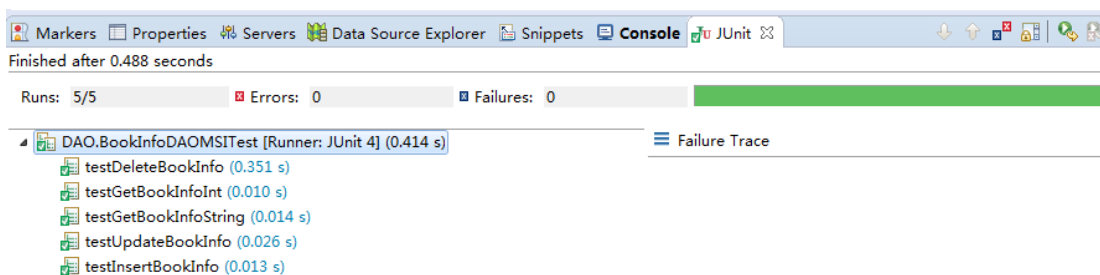 Markers Properties Servers Data Source Explorer Snippets Console JUnit
Finished after 0.488 seconds
Runs: 5/5 Errors: 0 Failures: 0
DAO.BookInfoDAOMSITest [Runner: JUnit 4] (0.414 s) Failure Trace
testDeleteBookInfo (0.351 s)
testGetBookInfoInt (0.010 s)
testGetBookInfoString (0.014 s)
testUpdateBookInfo (0.026 s)
testInsertBookInfo (0.013 s)